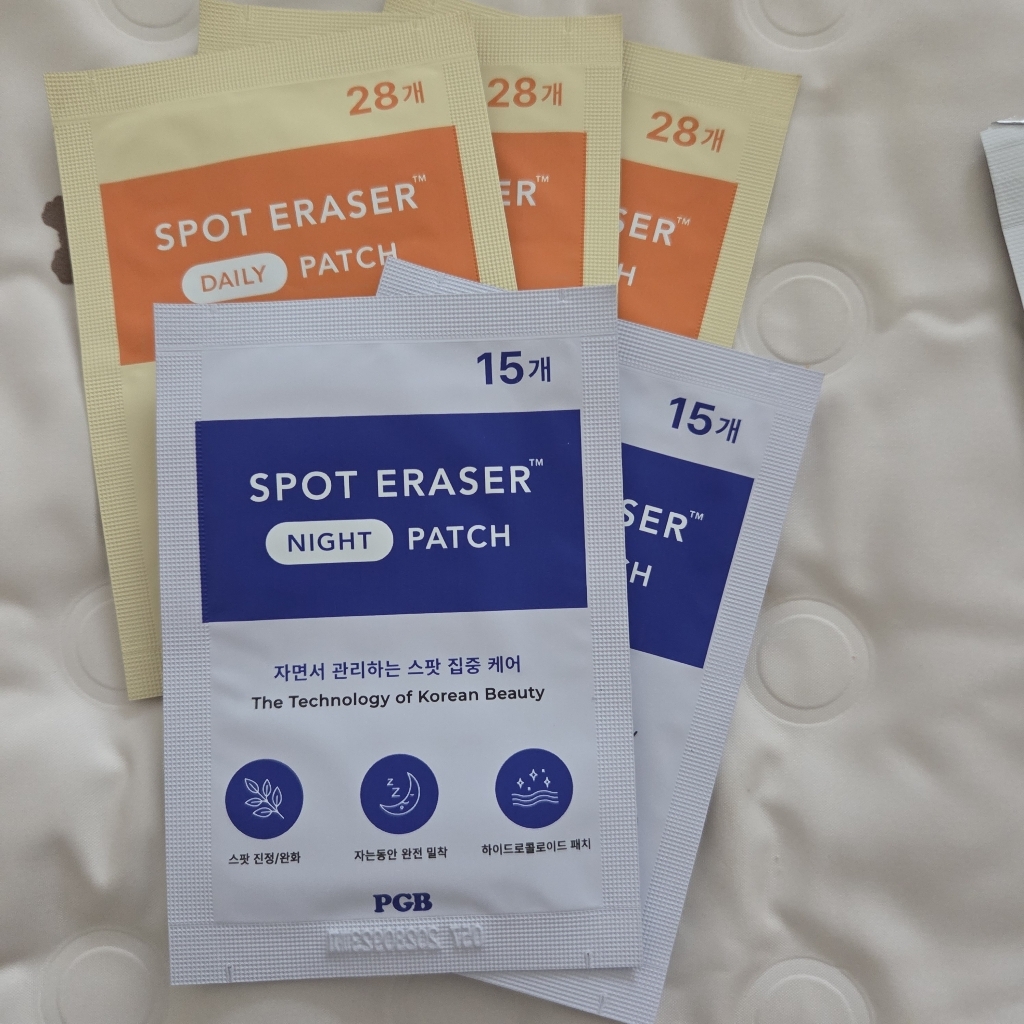 28개
SPOT ERASER™
DAILY PATCH
28개
ER™
28개
SER™
H
15개
SPOT ERASER™
NIGHT PATCH
자면서 관리하는 스팟 집중 케어
The Technology of Korean Beauty
스팟 진정/완화
자는동안 완전 밀착
하이드로콜로이드 패치
PGB
15개
SER™
CH